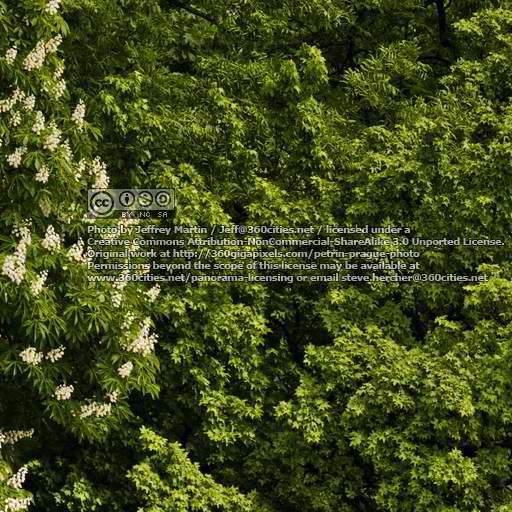 cc BY NC SA
Photo by Jeffrey Martin / Jeff@360cities.net / licensed under a
Creative Commons Attribution-NonCommercial-ShareAlike 3.0 Unported License.
Original work at http://360gigapixels.com/petrin-prague-photo
Permissions beyond the scope of this license may be available at
www.360cities.net/panorama-licensing or email steve.hercher@360cities.net